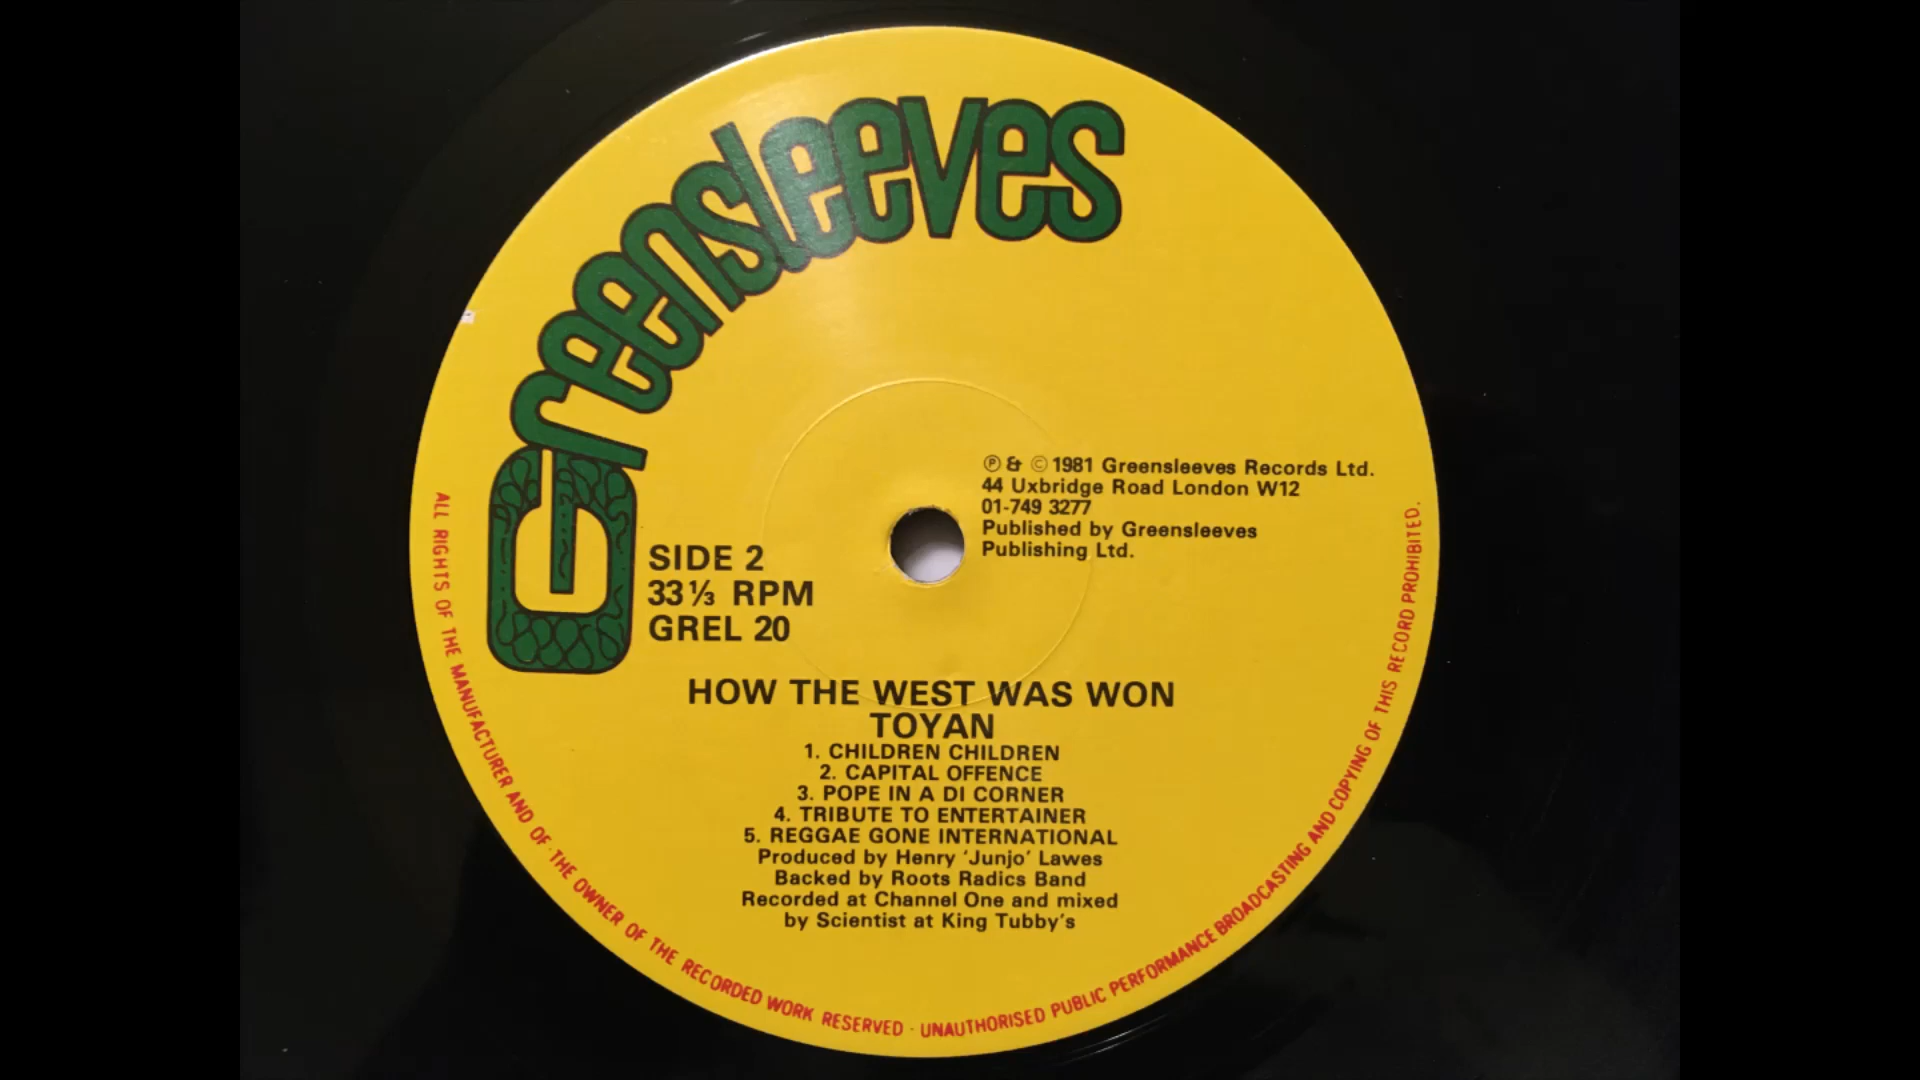 Greensleeves
℗ & © 1981 Greensleeves Records Ltd.
44 Uxbridge Road London W12
01-749 3277
Published by Greensleeves
Publishing Ltd.
SIDE 2
33⅓ RPM
GREL 20
HOW THE WEST WAS WON
TOYAN
1. CHILDREN CHILDREN
2. CAPITAL OFFENCE
3. POPE IN A DI CORNER
4. TRIBUTE TO ENTERTAINER
5. REGGAE GONE INTERNATIONAL
Produced by Henry ‘Junjo’ Lawes
Backed by Roots Radics Band
Recorded at Channel One and mixed
by Scientist at King Tubby's
ALL RIGHTS OF THE MANUFACTURER AND OF THE OWNER OF THE RECORDED WORK RESERVED · UNAUTHORISED PUBLIC PERFORMANCE BROADCASTING AND COPYING OF THIS RECORD PROHIBITED.